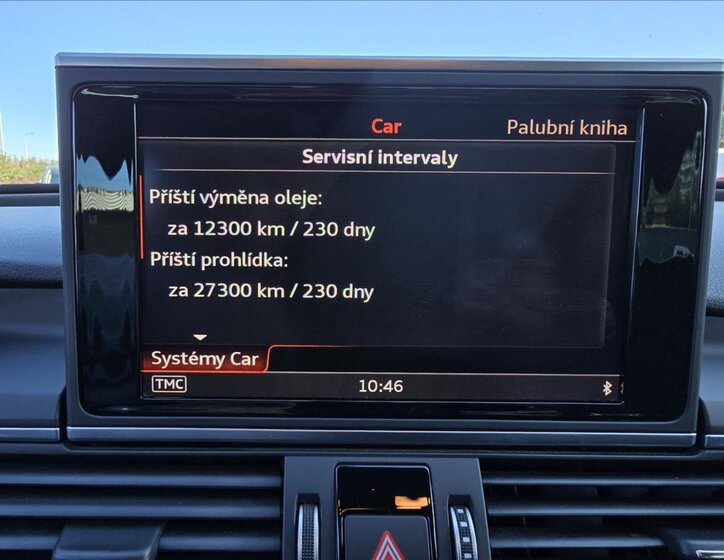 Car
Palubní kniha
Servisní intervaly
Příští výměna oleje:
za 12300 km / 230 dny
Příští prohlídka:
za 27300 km / 230 dny
Systémy Car
TMC
10:46